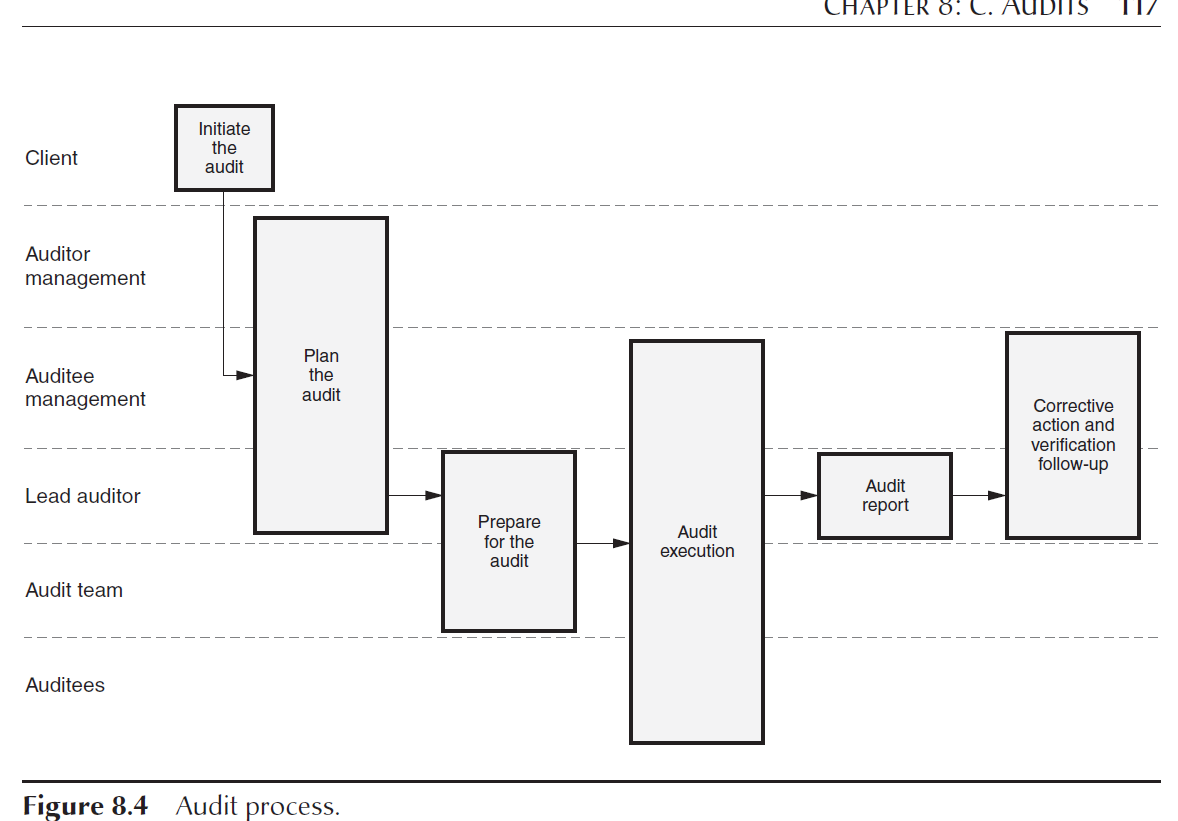 CHAPTER 8: C. AUDITS 117
Initiate
the
audit
Client
Auditor
management
Plan
the
audit
Auditee
management
Corrective
action and
verification
follow-up
Lead auditor
Prepare
for the
audit
Audit
execution
Audit
report
Audit team
Auditees
Figure 8.4 Audit process.